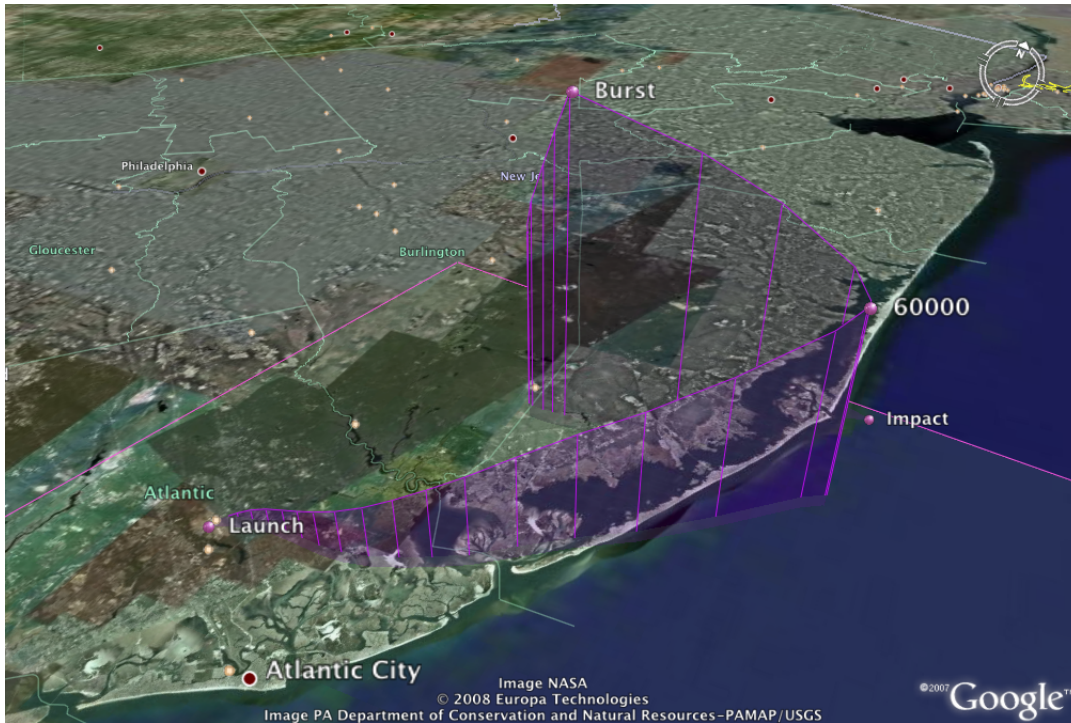 Burst
N
Philadelphia
New Je
Gloucester
Burlington
60000
Impact
Atlantic
Launch
Atlantic City
Image NASA
© 2008 Europa Technologies
Image PA Department of Conservation and Natural Resources-PAMAP/USGS
©2007 Google™